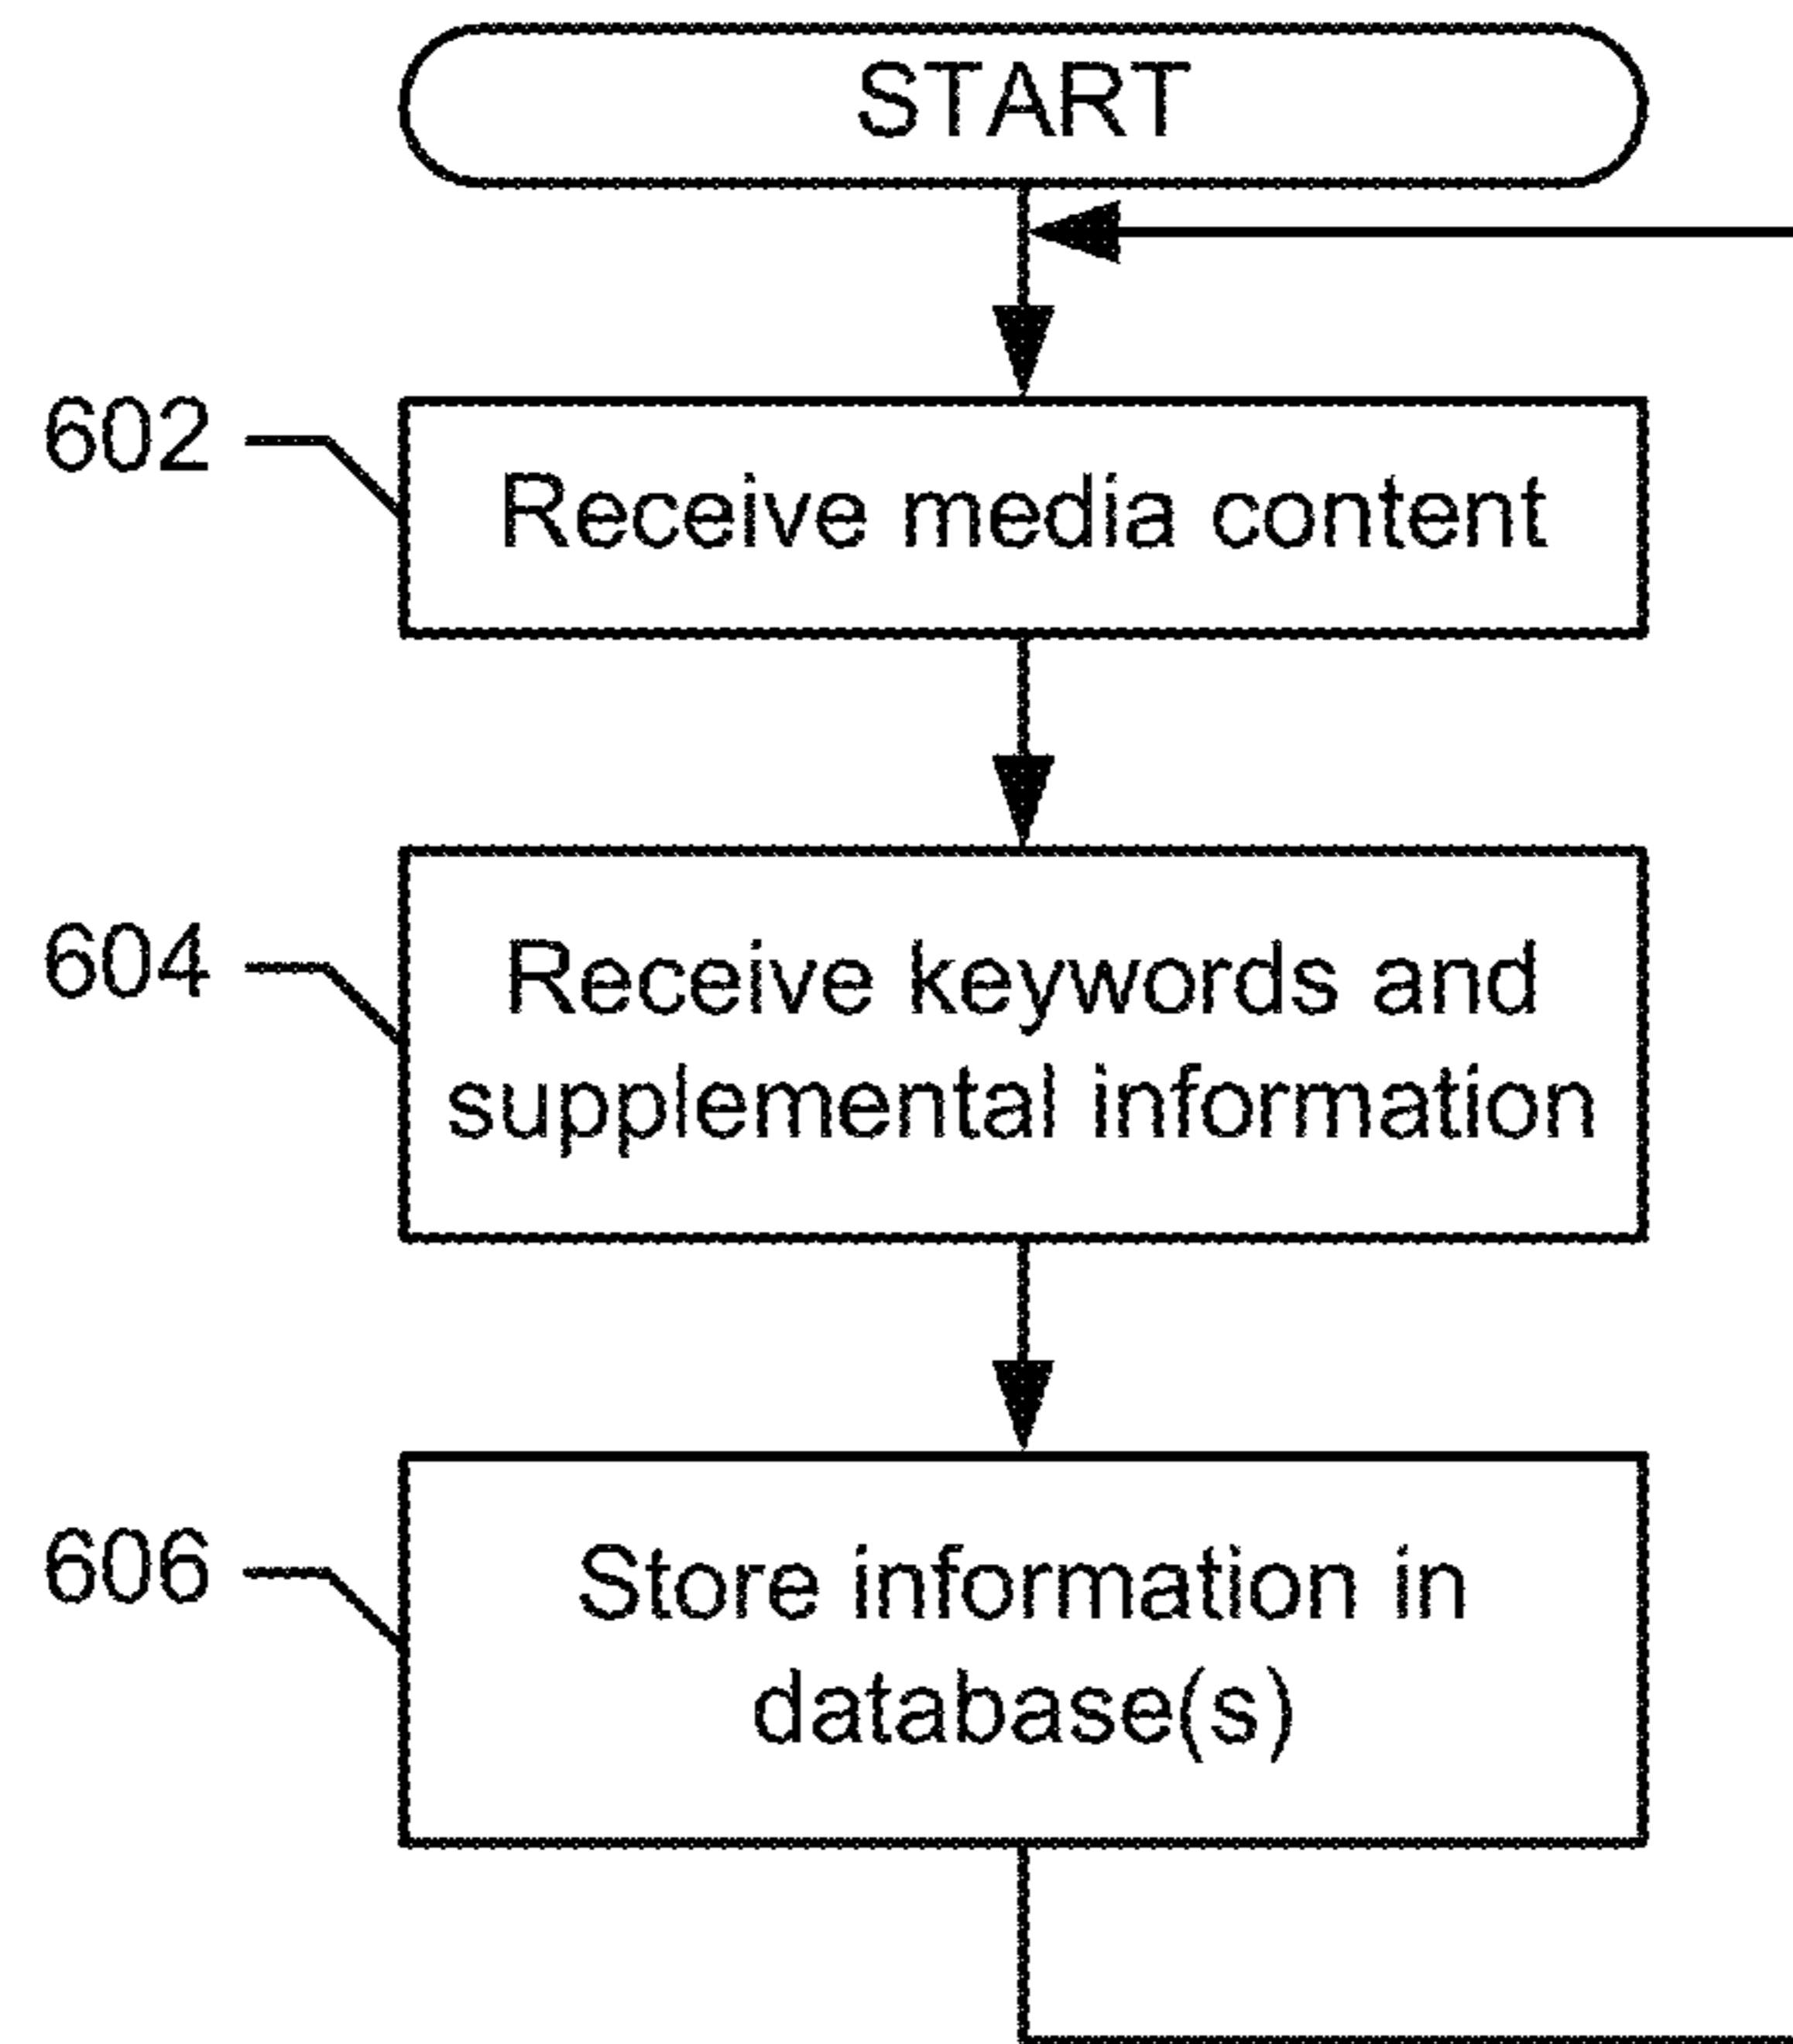 START
602
Receive media content
604
Receive keywords and
supplemental information
606
Store information in
database(s)